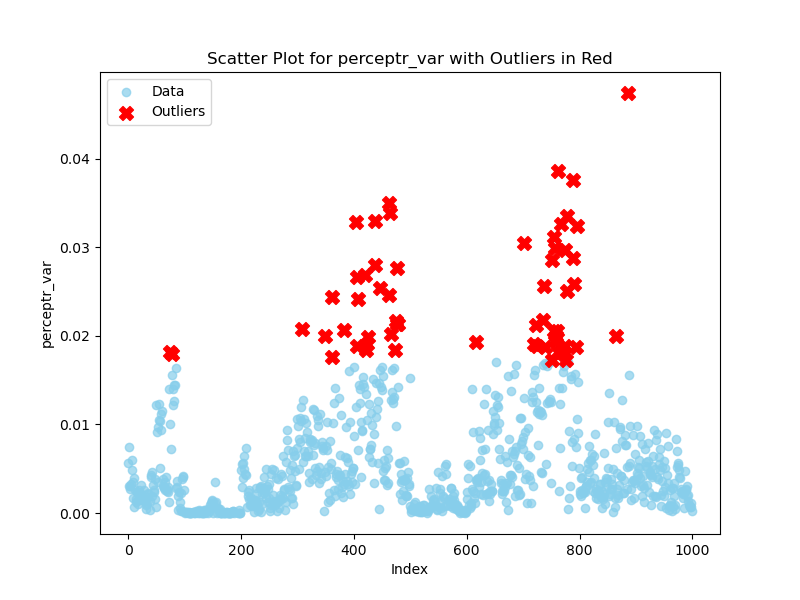 Scatter Plot for perceptr_var with Outliers in Red
Data
Outliers
perceptr_var
0.04
0.03
0.02
0.01
0.00
0
200
400
600
800
1000
Index